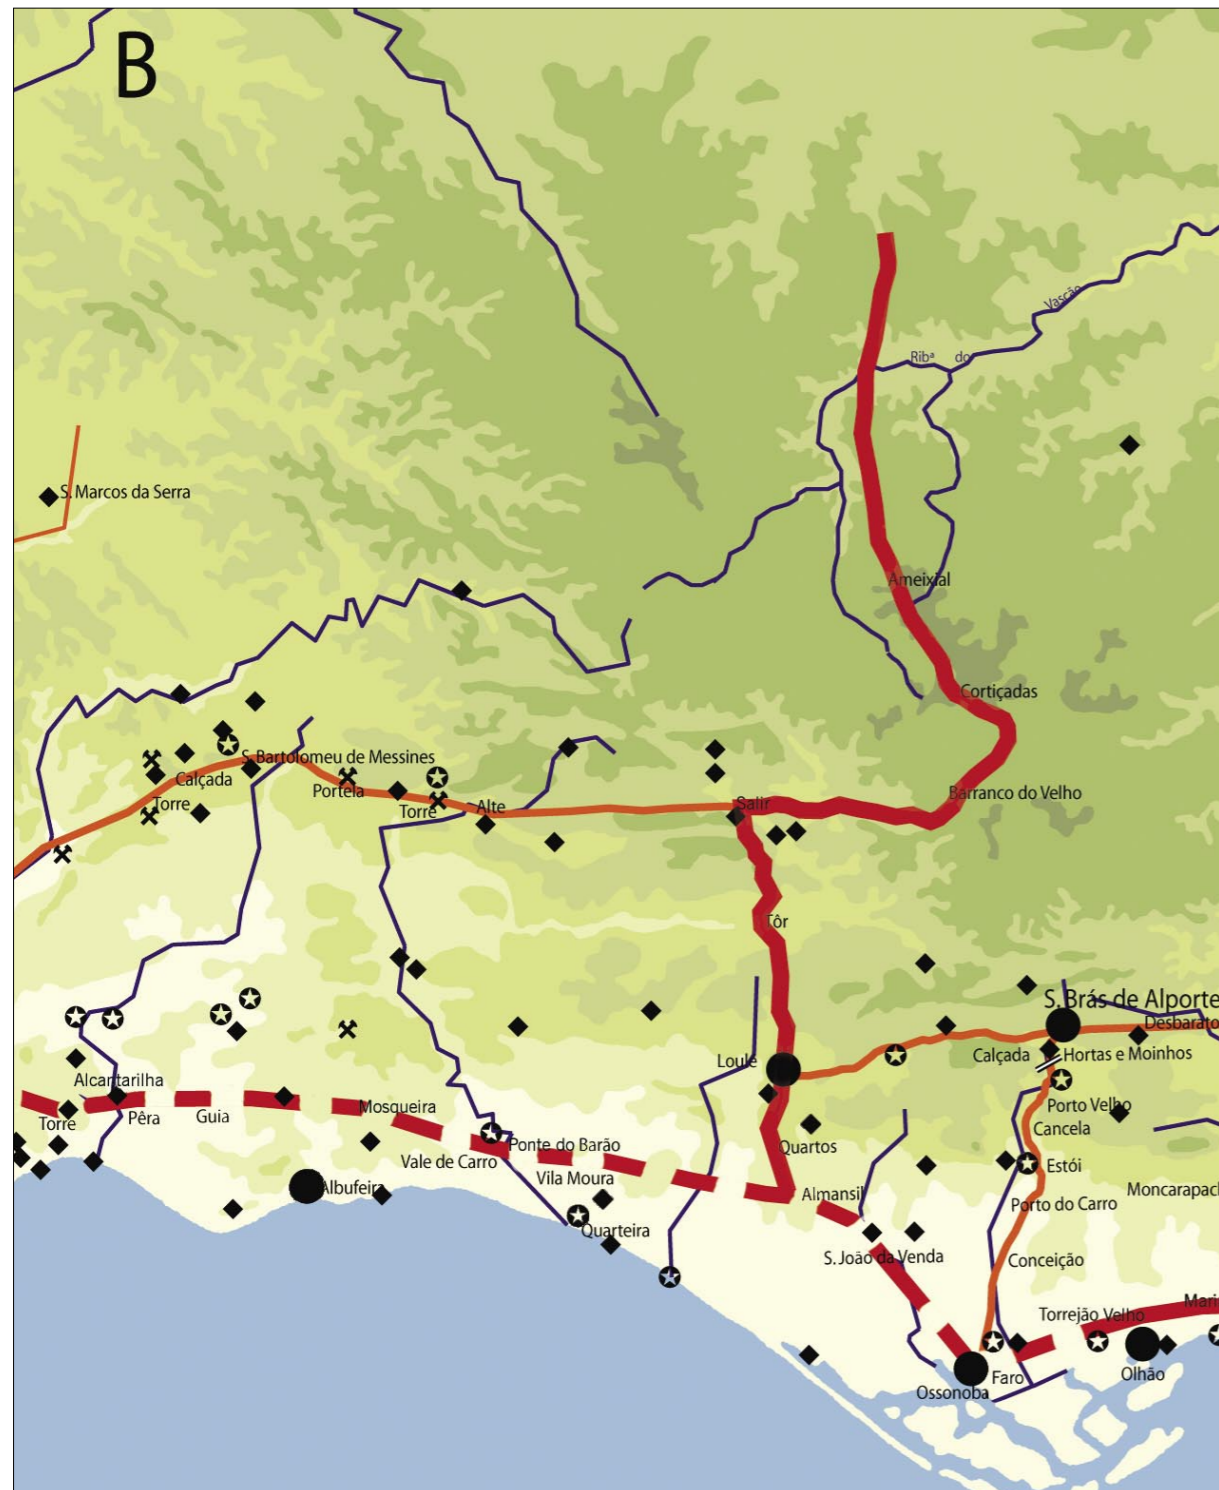 B
Vascão
Ribª do
S. Marcos da Serra
Ameixial
Cortiçadas
S. Bartolomeu de Messines
Calçada
Portela
Torre
Torre
Alte
Salir
Barranco do Velho
Tôr
S. Brás de Alporte
Desbarato
Loulé
Calçada
Hortas e Moinhos
Alcantarilha
Torre
Pêra
Guia
Mosqueira
Porto Velho
Cancela
Ponte do Barão
Quartos
Vale de Carro
Estói
Vila Moura
Albufeira
Almansil
Porto do Carro
Moncarapach
Quarteira
S. João da Venda
Conceição
Mari
Torrejão Velho
Faro
Olhão
Ossonoba